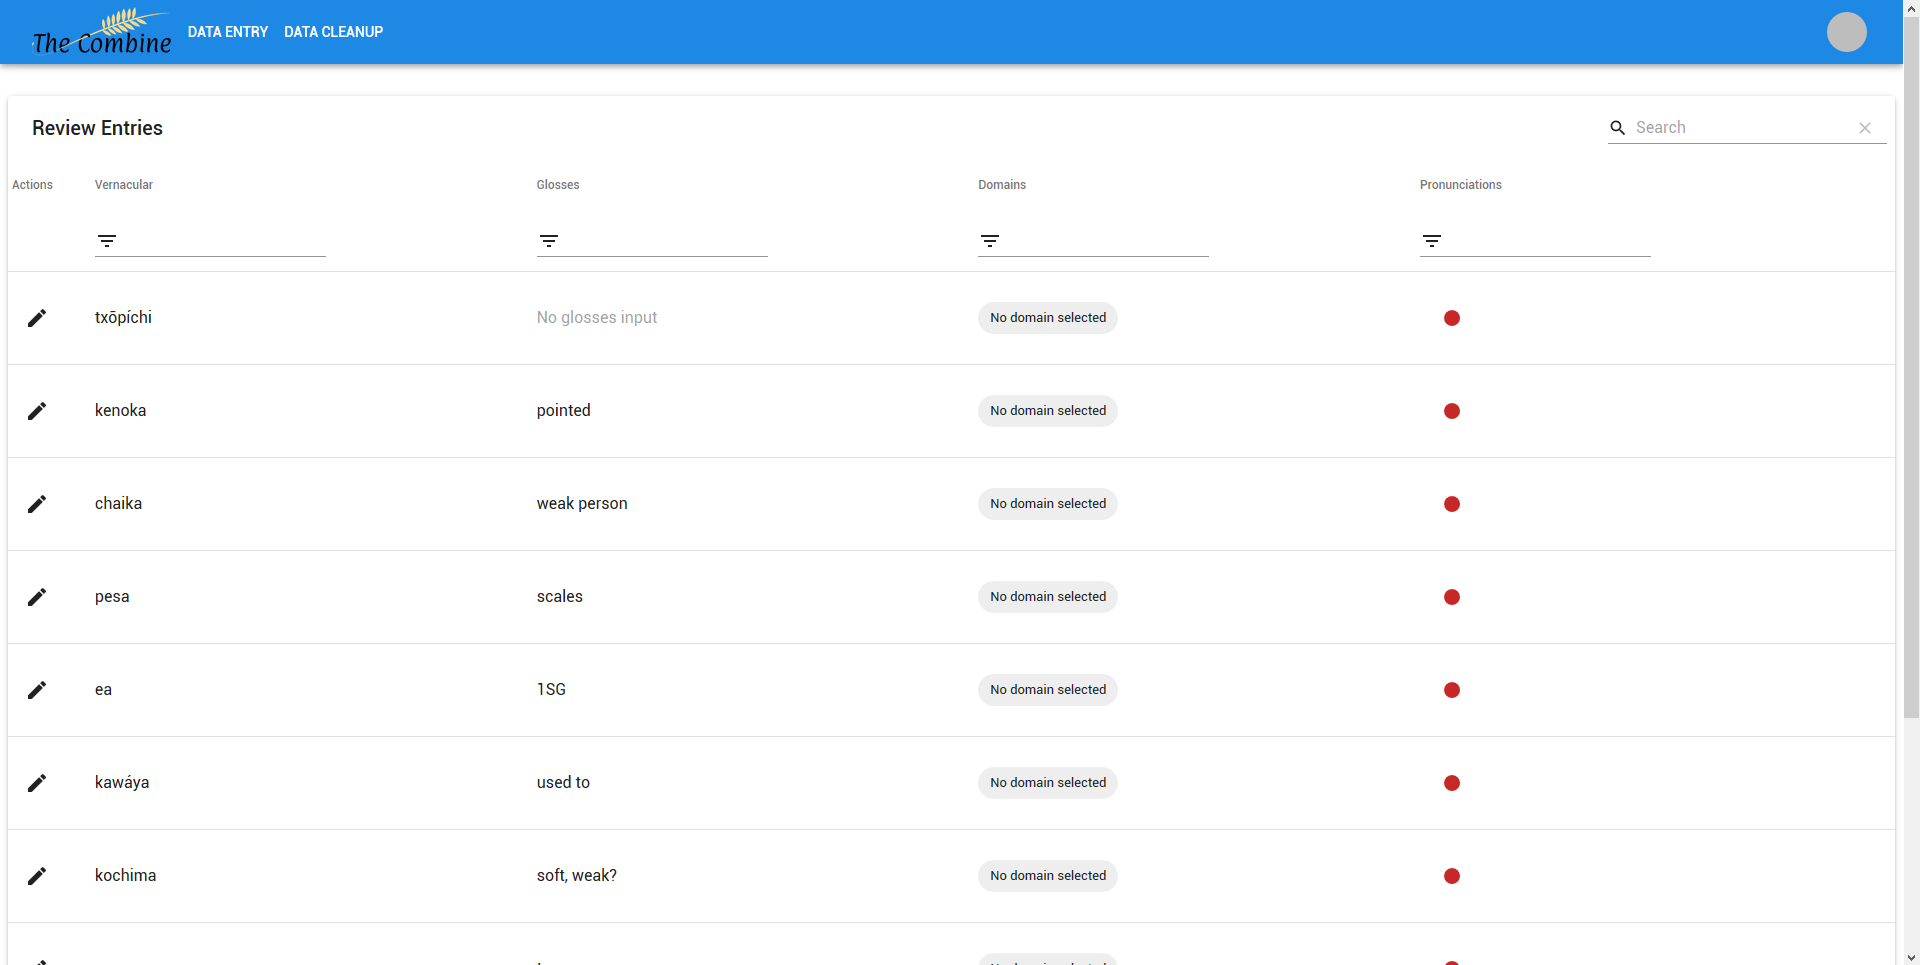 The Combine DATA ENTRY DATA CLEANUP
Review Entries Search
Actions Vernacular Glosses Domains Pronunciations
txõpíchi No glosses input No domain selected
kenoka pointed No domain selected
chaika weak person No domain selected
pesa scales No domain selected
ea 1SG No domain selected
kawáya used to No domain selected
kochima soft, weak? No domain selected